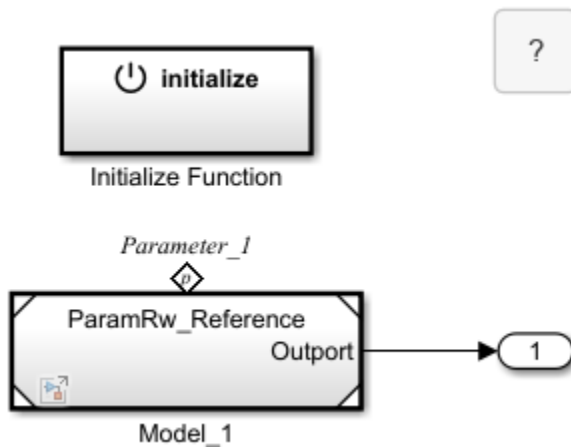 ?
initialize
Initialize Function
Parameter_1
p
ParamRw_Reference
Outport
1
Model_1